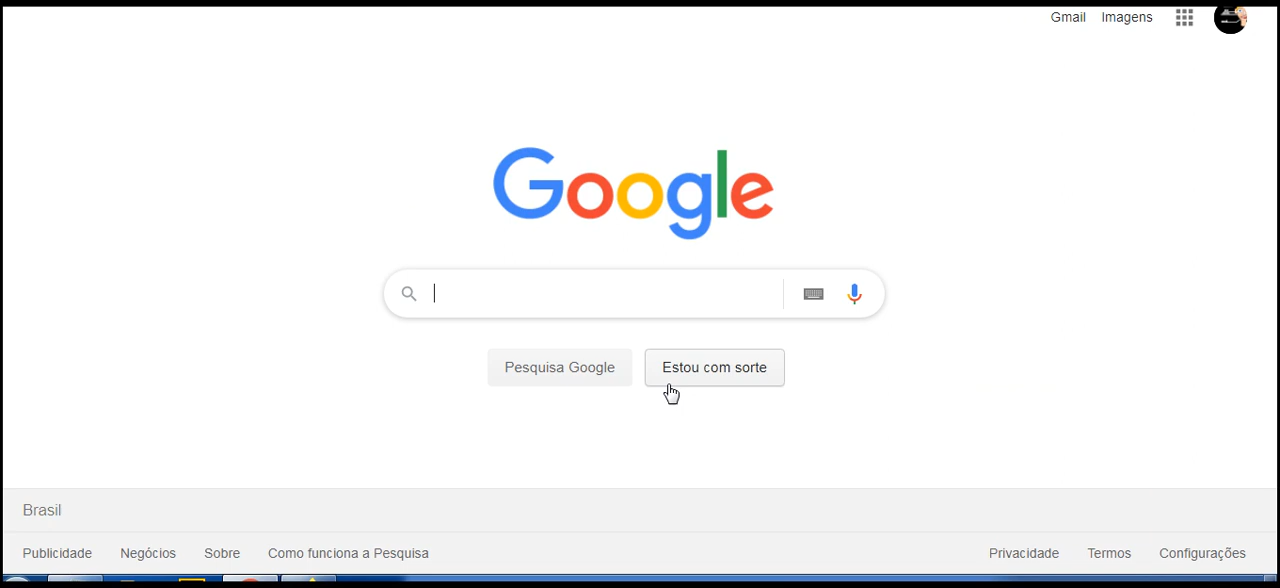 Gmail Imagens
Google
Pesquisa Google Estou com sorte
Brasil
Publicidade Negócios Sobre Como funciona a Pesquisa Privacidade Termos Configurações